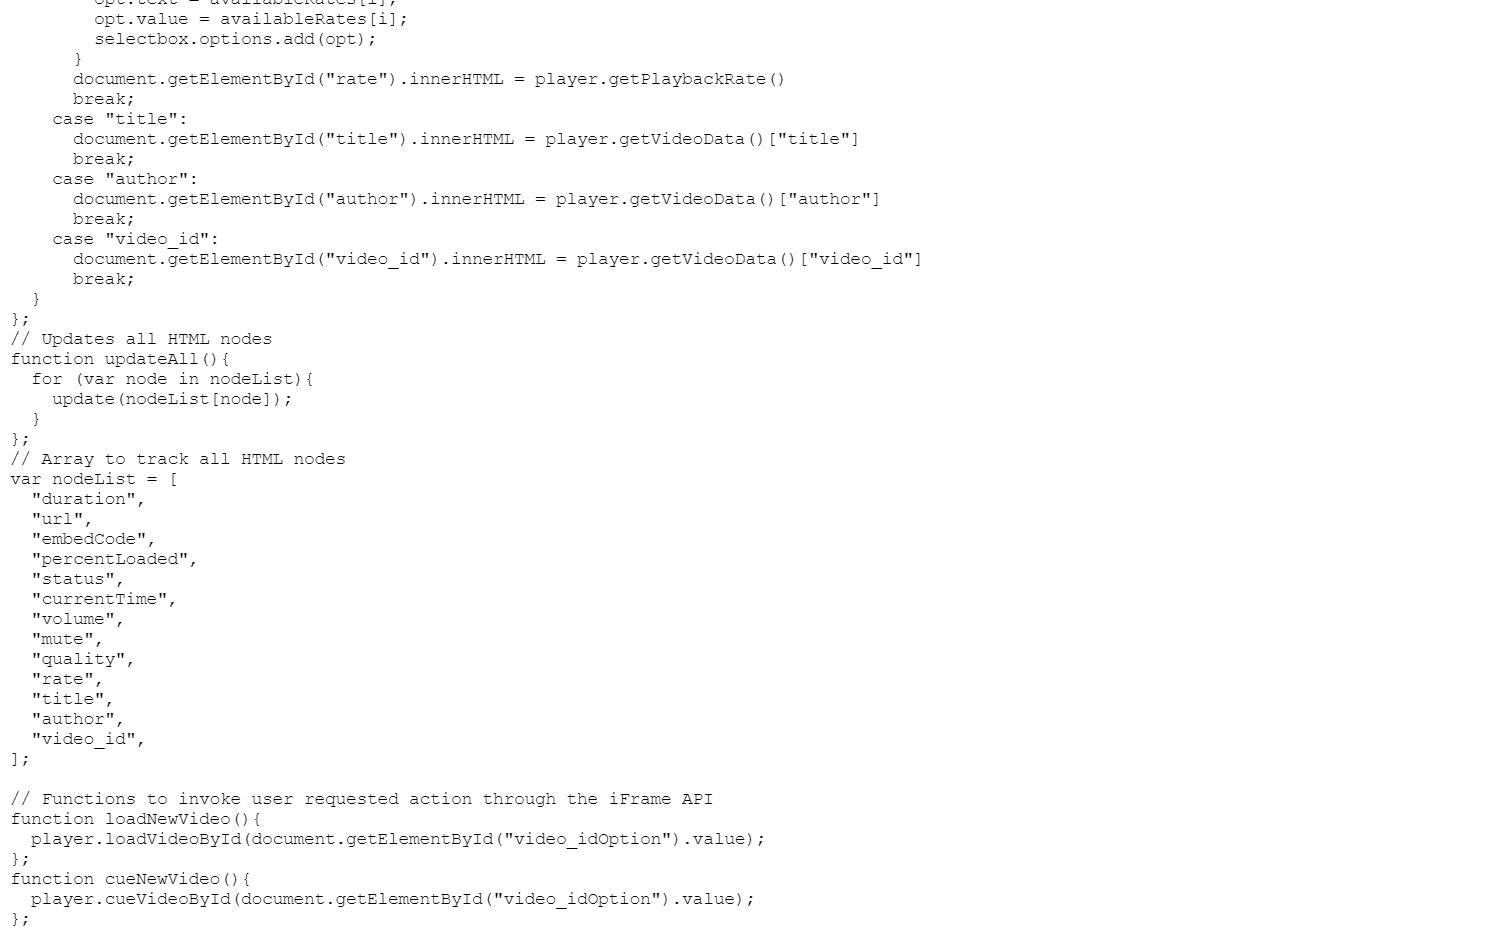 opt.text = availableRates[i];
opt.value = availableRates[i];
selectbox.options.add(opt);
}
document.getElementById("rate").innerHTML = player.getPlaybackRate()
break;
case "title":
document.getElementById("title").innerHTML = player.getVideoData()["title"]
break;
case "author":
document.getElementById("author").innerHTML = player.getVideoData()["author"]
break;
case "video_id":
document.getElementById("video_id").innerHTML = player.getVideoData()["video_id"]
break;
}
};
// Updates all HTML nodes
function updateAll(){
for (var node in nodeList){
update(nodeList[node]);
}
};
// Array to track all HTML nodes
var nodeList = [
"duration",
"url",
"embedCode",
"percentLoaded",
"status",
"currentTime",
"volume",
"mute",
"quality",
"rate",
"title",
"author",
"video_id",
];

// Functions to invoke user requested action through the iFrame API
function loadNewVideo(){
player.loadVideoById(document.getElementById("video_idOption").value);
};
function cueNewVideo(){
player.cueVideoById(document.getElementById("video_idOption").value);
};